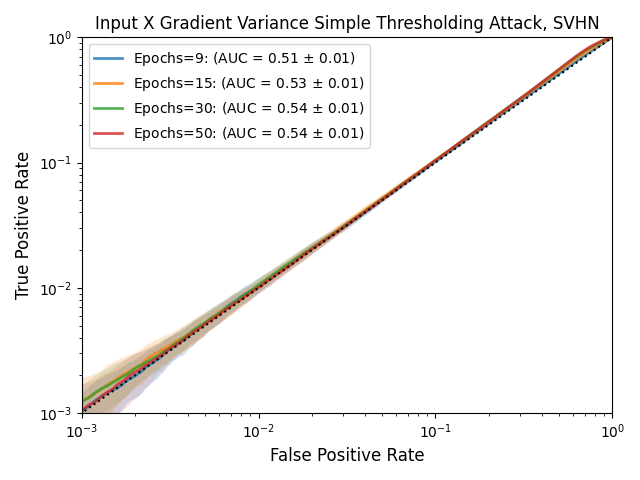 Input X Gradient Variance Simple Thresholding Attack, SVHN
Epochs=9: (AUC = 0.51 ± 0.01)
Epochs=15: (AUC = 0.53 ± 0.01)
Epochs=30: (AUC = 0.54 ± 0.01)
Epochs=50: (AUC = 0.54 ± 0.01)
True Positive Rate
10⁰
10⁻¹
10⁻²
10⁻³
10⁻³ 10⁻² 10⁻¹ 10⁰
False Positive Rate